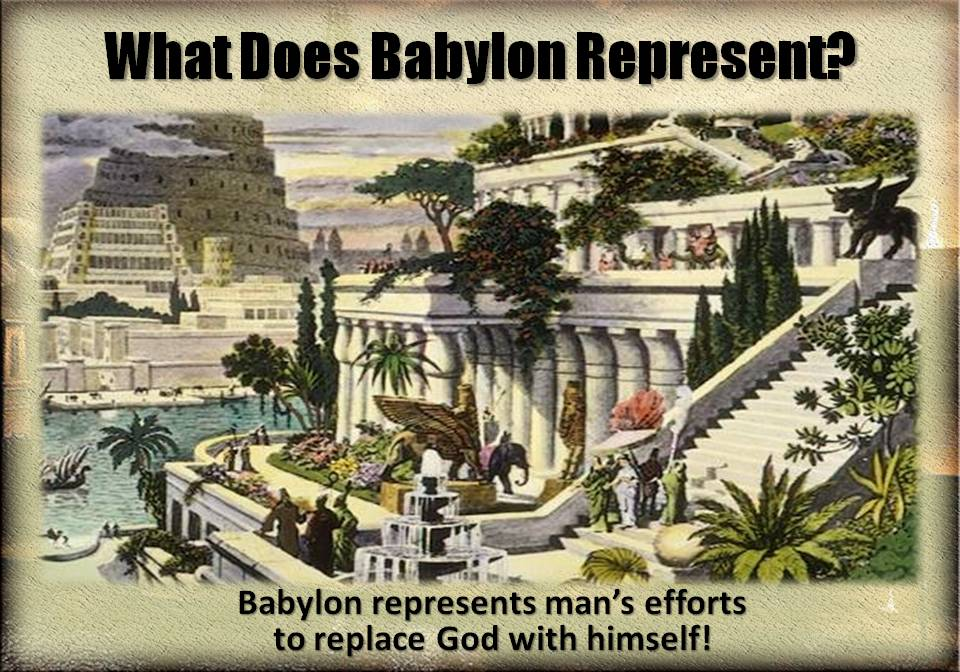 What Does Babylon Represent?
Babylon represents man’s efforts
to replace God with himself!